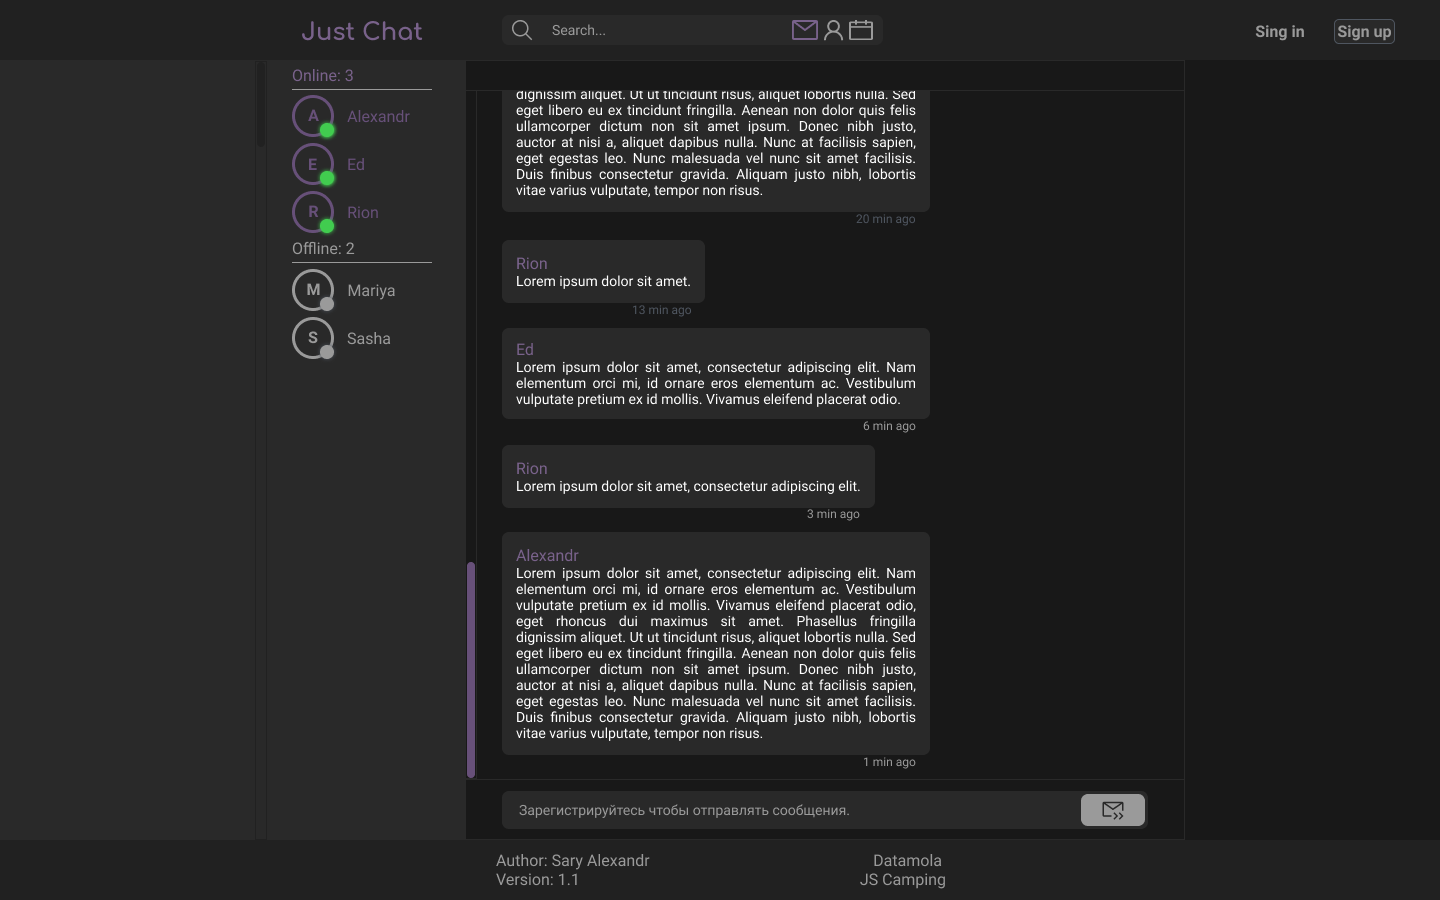 Just Chat
Search...
Sing in
Sign up
Online: 3
A
Alexandr
E
Ed
R
Rion
Offline: 2
M
Mariya
S
Sasha
dignissim aliquet. Ut ut tincidunt risus, aliquet lobortis nulla. Sed
eget libero eu ex tincidunt fringilla. Aenean non dolor quis felis
ullamcorper dictum non sit amet ipsum. Donec nibh justo,
auctor at nisi a, aliquet dapibus nulla. Nunc at facilisis sapien,
eget egestas leo. Nunc malesuada vel nunc sit amet facilisis.
Duis finibus consectetur gravida. Aliquam justo nibh, lobortis
vitae varius vulputate, tempor non risus.
20 min ago
Rion
Lorem ipsum dolor sit amet.
13 min ago
Ed
Lorem ipsum dolor sit amet, consectetur adipiscing elit. Nam
elementum orci mi, id ornare eros elementum ac. Vestibulum
vulputate pretium ex id mollis. Vivamus eleifend placerat odio.
6 min ago
Rion
Lorem ipsum dolor sit amet, consectetur adipiscing elit.
3 min ago
Alexandr
Lorem ipsum dolor sit amet, consectetur adipiscing elit. Nam
elementum orci mi, id ornare eros elementum ac. Vestibulum
vulputate pretium ex id mollis. Vivamus eleifend placerat odio,
eget rhoncus dui maximus sit amet. Phasellus fringilla
dignissim aliquet. Ut ut tincidunt risus, aliquet lobortis nulla. Sed
eget libero eu ex tincidunt fringilla. Aenean non dolor quis felis
ullamcorper dictum non sit amet ipsum. Donec nibh justo,
auctor at nisi a, aliquet dapibus nulla. Nunc at facilisis sapien,
eget egestas leo. Nunc malesuada vel nunc sit amet facilisis.
Duis finibus consectetur gravida. Aliquam justo nibh, lobortis
vitae varius vulputate, tempor non risus.
1 min ago
Зарегистрируйтесь чтобы отправлять сообщения.
Author: Sary Alexandr
Version: 1.1
Datamola
JS Camping